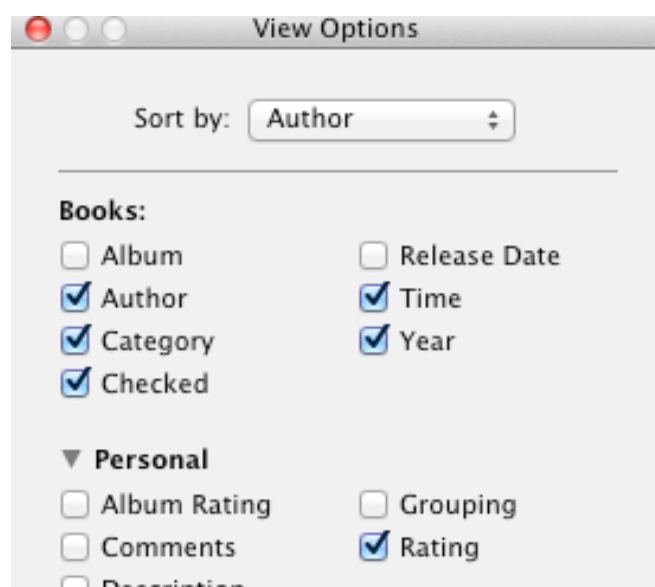 View Options
Sort by: Author
Books:
Album Release Date
Author Time
Category Year
Checked
Personal
Album Rating Grouping
Comments Rating
Description